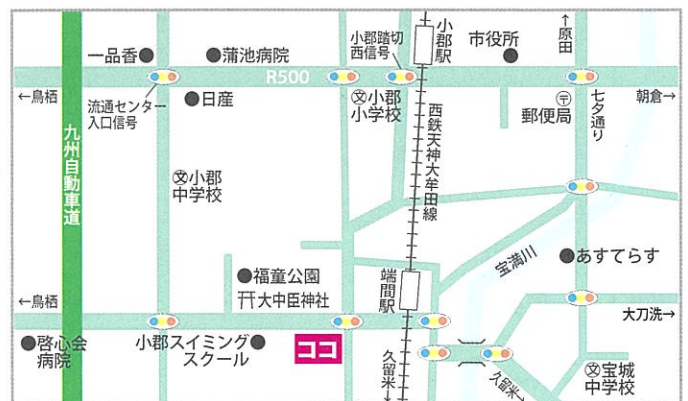 ↑原田
小郡駅
市役所
小郡踏切
西信号
一品香●
●蒲池病院
R500
←鳥栖
流通センター
入口信号
●日産
㊫小郡
小学校
〒
郵便局
七夕通り
朝倉→
九州自動車道
西鉄天神大牟田線
㊫小郡
中学校
宝満川
●あすてらす
●福童公園
大中臣神社
端間駅
←鳥栖
大刀洗→
●啓心会
病院
小郡スイミング●
スクール
ココ
久留米→
久留米→
㊫宝城
中学校